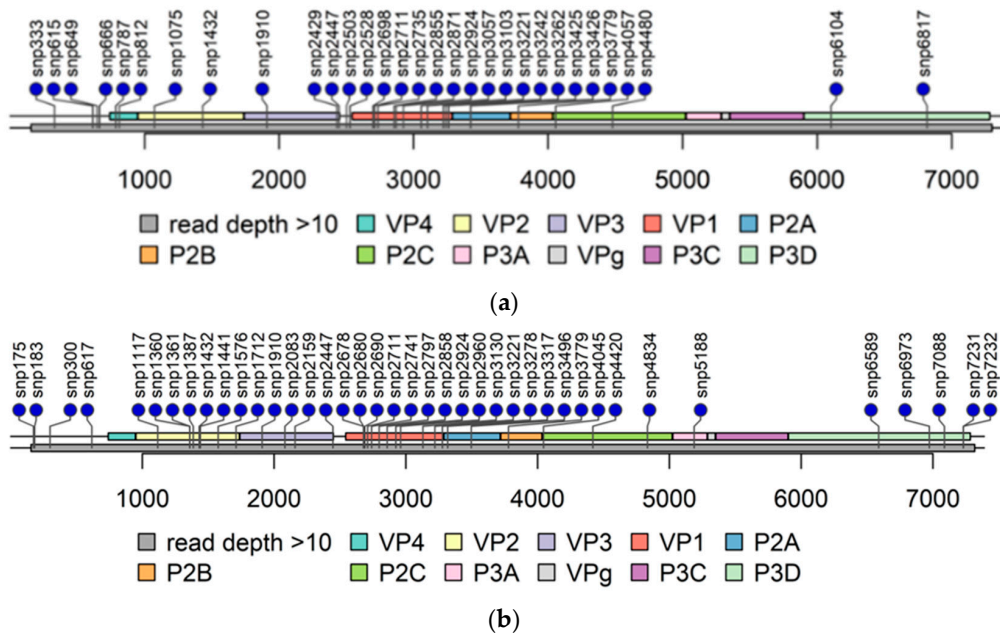 snp333 snp615 snp649 snp666 snp787 snp812 snp1075 snp1432 snp1910 snp2429 snp2447 snp2503 snp2528 snp2698 snp2711 snp2735 snp2855 snp2871 snp2924 snp3057 snp3103 snp3221 snp3242 snp3262 snp3425 snp3426 snp3779 snp4057 snp4480 snp6104 snp6817
1000 2000 3000 4000 5000 6000 7000
read depth >10 VP4 VP2 VP3 VP1 P2A
P2B P2C P3A VPg P3C P3D
(a)
snp175 snp183 snp300 snp617 snp1117 snp1360 snp1361 snp1387 snp1432 snp1441 snp1576 snp1712 snp1910 snp2083 snp2159 snp2447 snp2678 snp2680 snp2690 snp2711 snp2741 snp2797 snp2858 snp2924 snp2960 snp3130 snp3221 snp3278 snp3317 snp3496 snp3779 snp4045 snp4420 snp4834 snp5188 snp6589 snp6973 snp7088 snp7231 snp7232
1000 2000 3000 4000 5000 6000 7000
read depth >10 VP4 VP2 VP3 VP1 P2A
P2B P2C P3A VPg P3C P3D
(b)